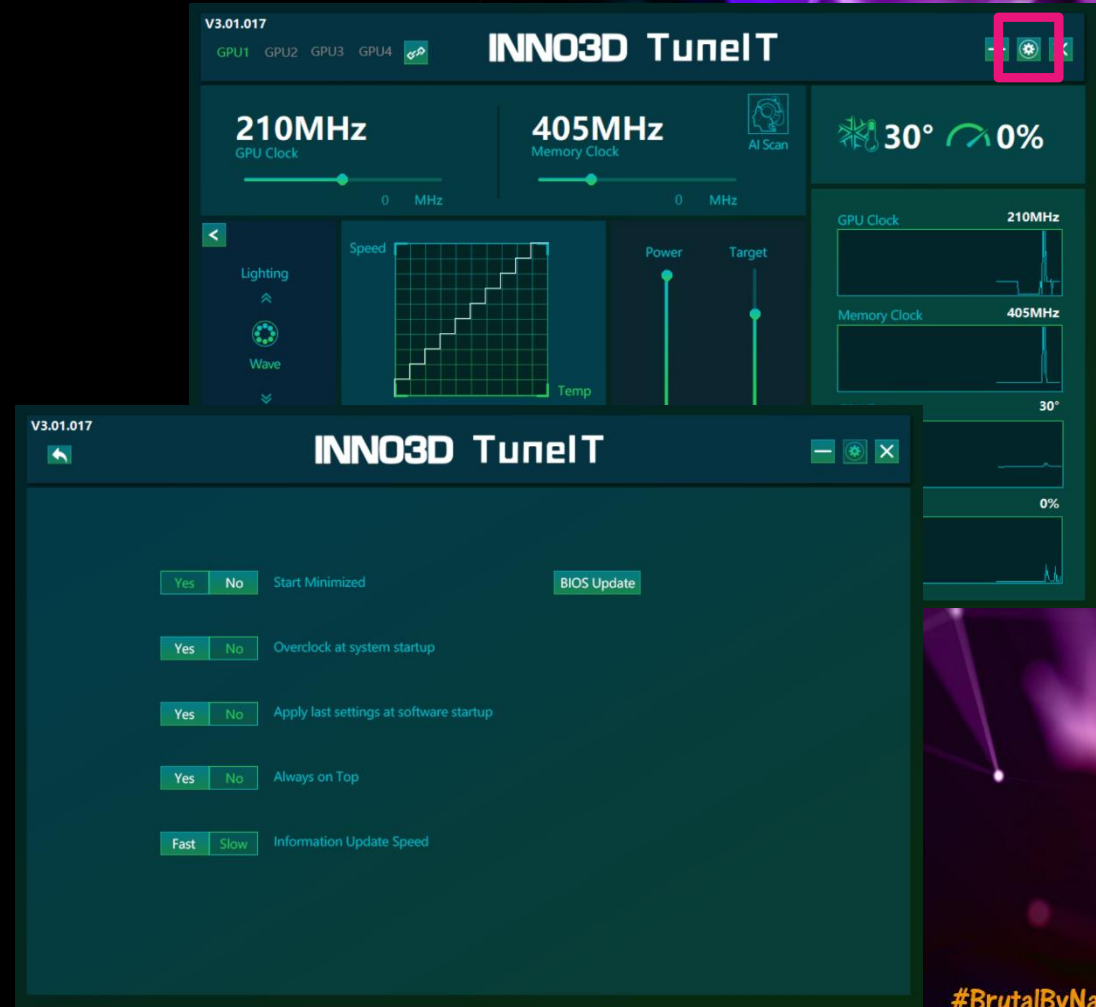 V3.01.017
GPU1 GPU2 GPU3 GPU4
INNO3D TuneIT
210MHz
GPU Clock
0 MHz
405MHz
Memory Clock
0 MHz
AI Scan
30° 0%
Lighting
Wave
Speed
Temp
Power Target
GPU Clock 210MHz
Memory Clock 405MHz
30°
0%
V3.01.017
INNO3D TuneIT
Yes No Start Minimized
BIOS Update
Yes No Overclock at system startup
Yes No Apply last settings at software startup
Yes No Always on Top
Fast Slow Information Update Speed
#BrutalByNa